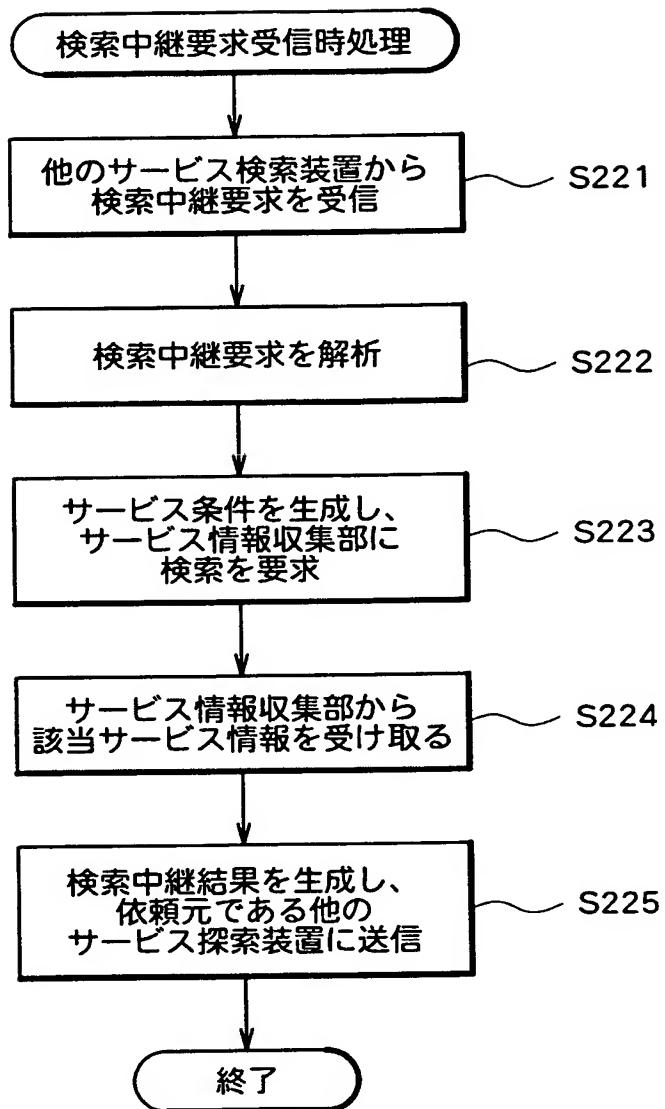 検索中継要求受信時処理
他のサービス検索装置から
検索中継要求を受信
S221
検索中継要求を解析
S222
サービス条件を生成し、
サービス情報収集部に
検索を要求
S223
サービス情報収集部から
該当サービス情報を受け取る
S224
検索中継結果を生成し、
依頼元である他の
サービス探索装置に送信
S225
終了